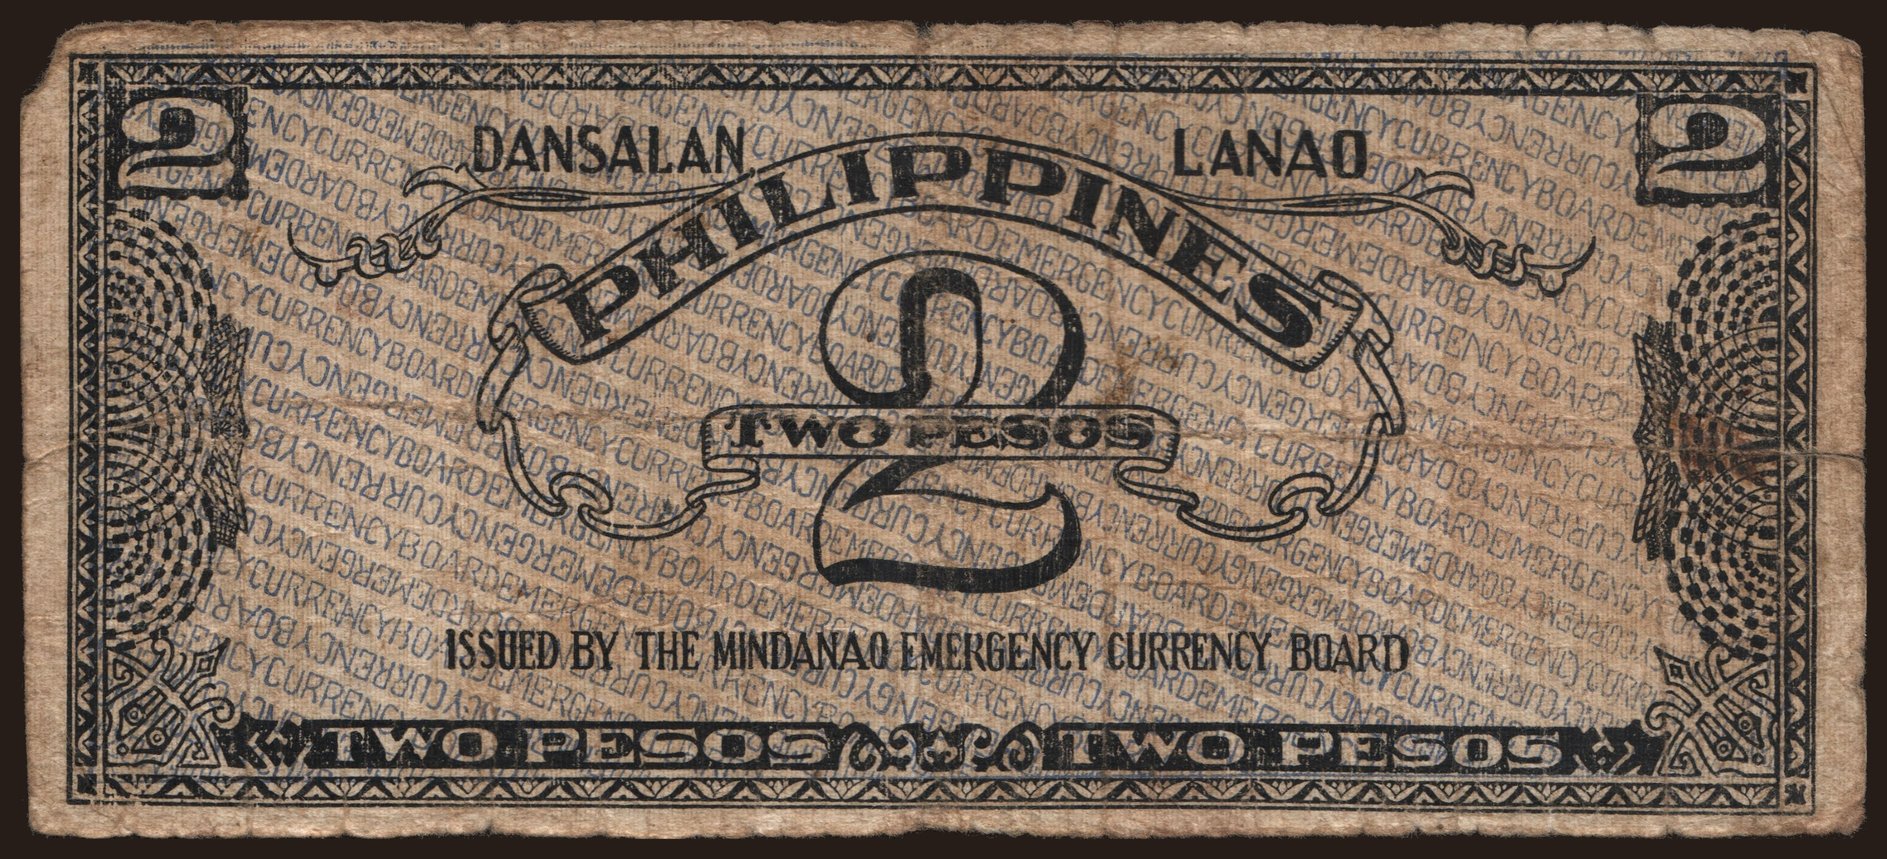 2 2
DANSALAN LANAO
PHILIPPINES
2
TWO PESOS
ISSUED BY THE MINDANAO EMERGENCY CURRENCY BOARD
TWO PESOS TWO PESOS